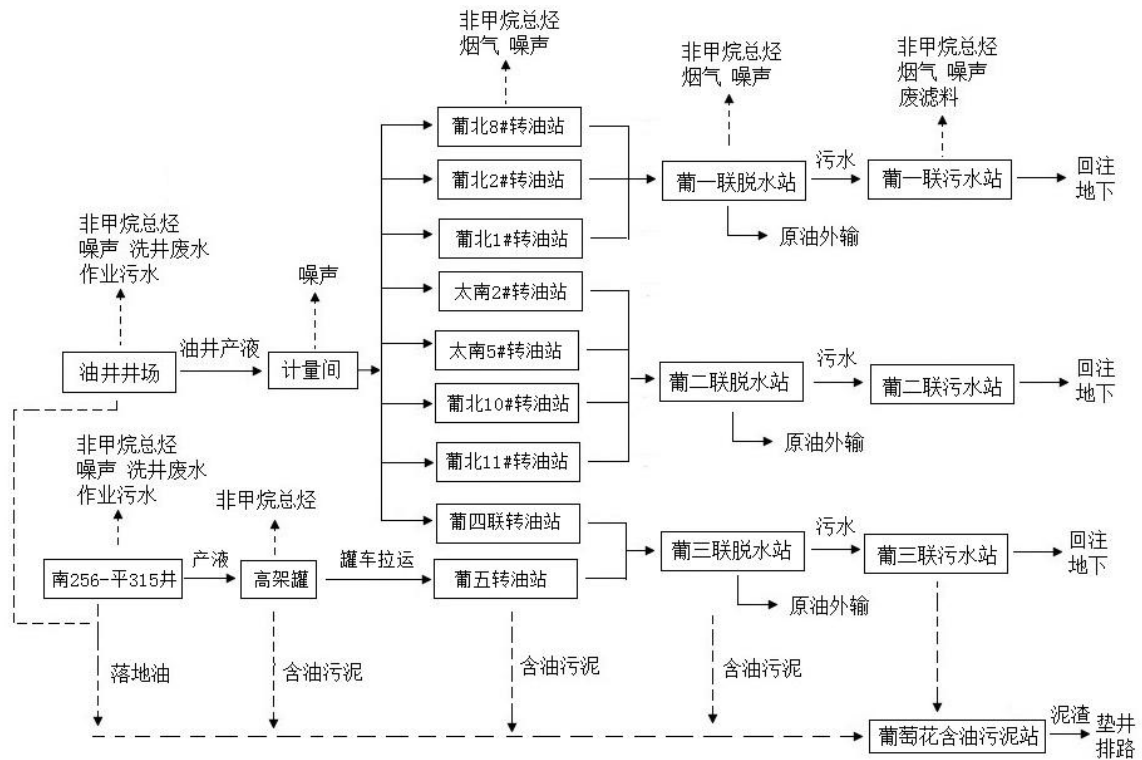 非甲烷总烃
烟气 噪声
非甲烷总烃
烟气 噪声
非甲烷总烃
烟气 噪声
废滤料
葡北8#转油站
葡北2#转油站
葡一联脱水站
污水
葡一联污水站
回注
地下
非甲烷总烃
噪声 洗井废水
作业污水
葡北1#转油站
原油外输
噪声
太南2#转油站
油井井场
油井产液
计量间
太南5#转油站
葡二联脱水站
污水
葡二联污水站
回注
地下
葡北10#转油站
原油外输
非甲烷总烃
噪声 洗井废水
作业污水
葡北11#转油站
非甲烷总烃
葡四联转油站
葡三联脱水站
污水
葡三联污水站
回注
地下
南256-平315井
产液
高架罐
罐车拉运
葡五转油站
原油外输
落地油
含油污泥
含油污泥
含油污泥
葡萄花含油污泥站
泥渣
垫井
排路